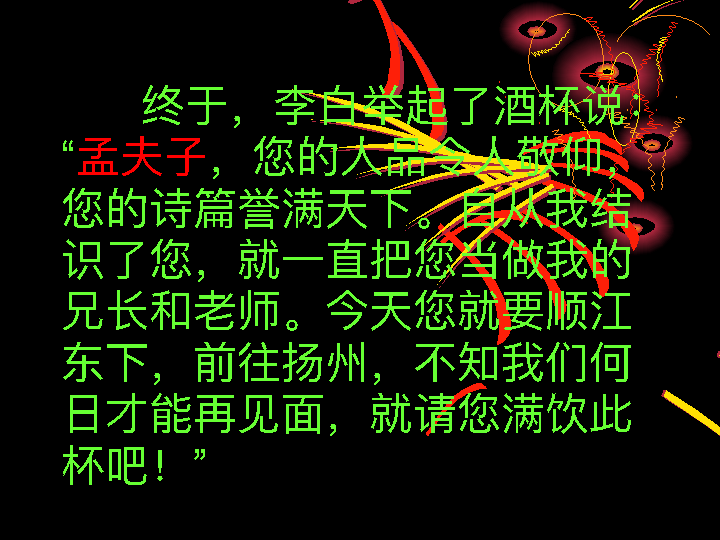 终于，李白举起了酒杯说：
“孟夫子，您的人品令人敬仰，
您的诗篇誉满天下。自从我结
识了您，就一直把您当做我的
兄长和老师。今天您就要顺江
东下，前往扬州，不知我们何
日才能再见面，就请您满饮此
杯吧！”